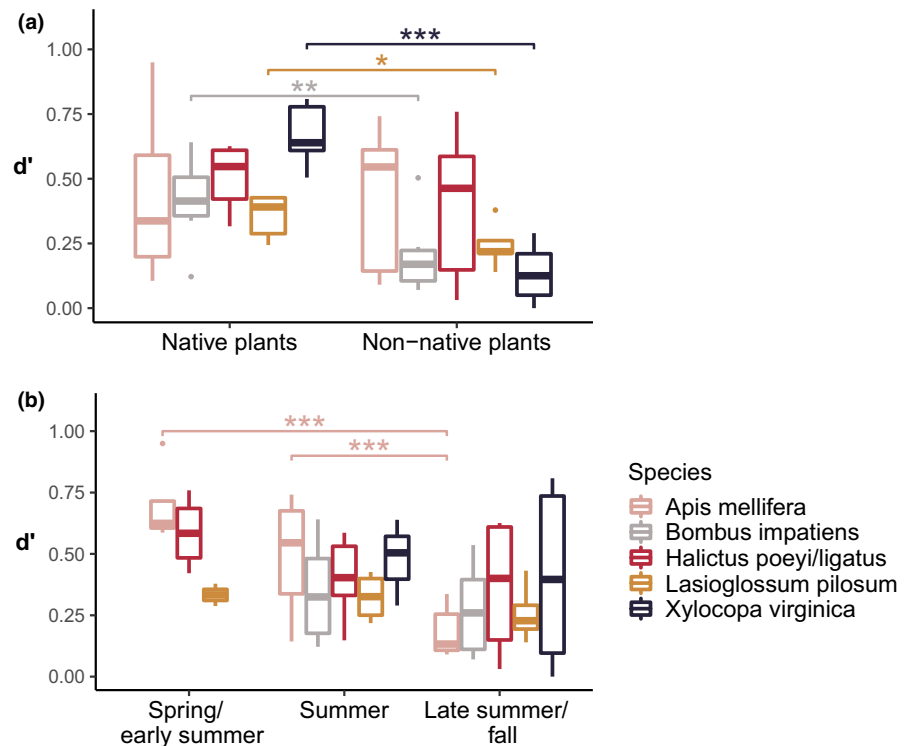 (a)
***
1.00
*
**
0.75
d'
0.50
0.25
0.00
Native plants Non−native plants
(b)
1.00
***
***
0.75
d'
0.50
0.25
0.00
Spring/
early summer
Summer
Late summer/
fall
Species
Apis mellifera
Bombus impatiens
Halictus poeyi/ligatus
Lasioglossum pilosum
Xylocopa virginica